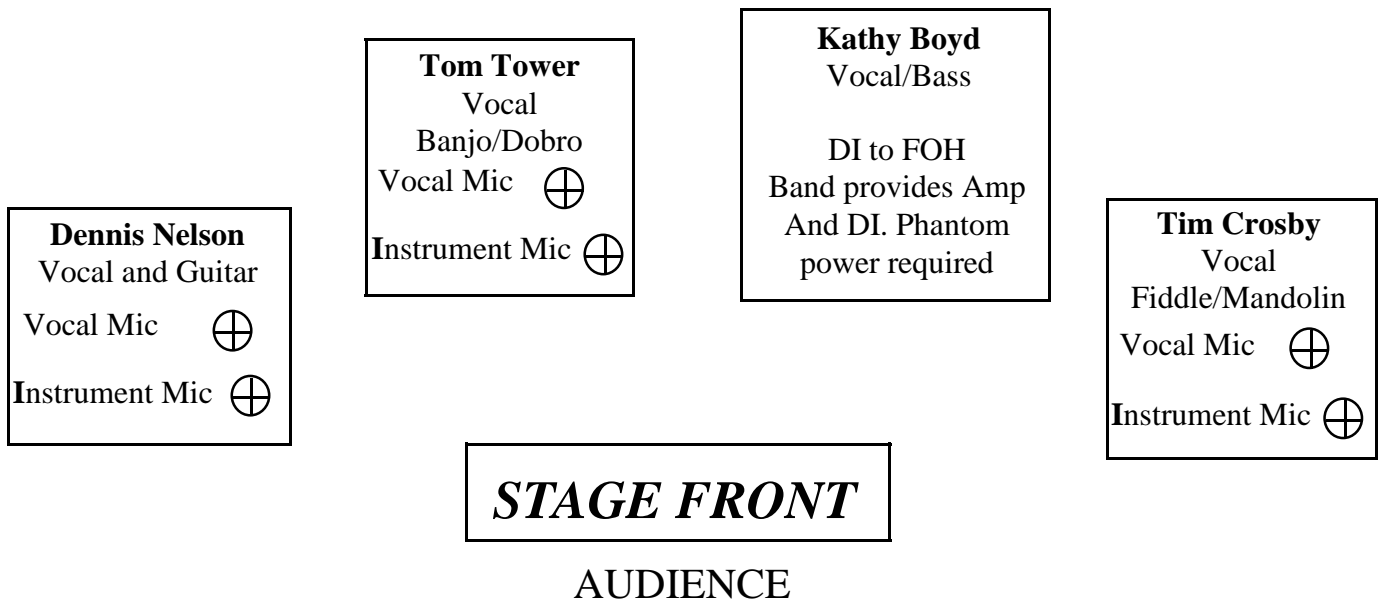 Dennis Nelson
Vocal and Guitar
Vocal Mic
Instrument Mic
Tom Tower
Vocal
Banjo/Dobro
Vocal Mic
Instrument Mic
Kathy Boyd
Vocal/Bass
DI to FOH
Band provides Amp
And DI. Phantom
power required
Tim Crosby
Vocal
Fiddle/Mandolin
Vocal Mic
Instrument Mic
STAGE FRONT
AUDIENCE